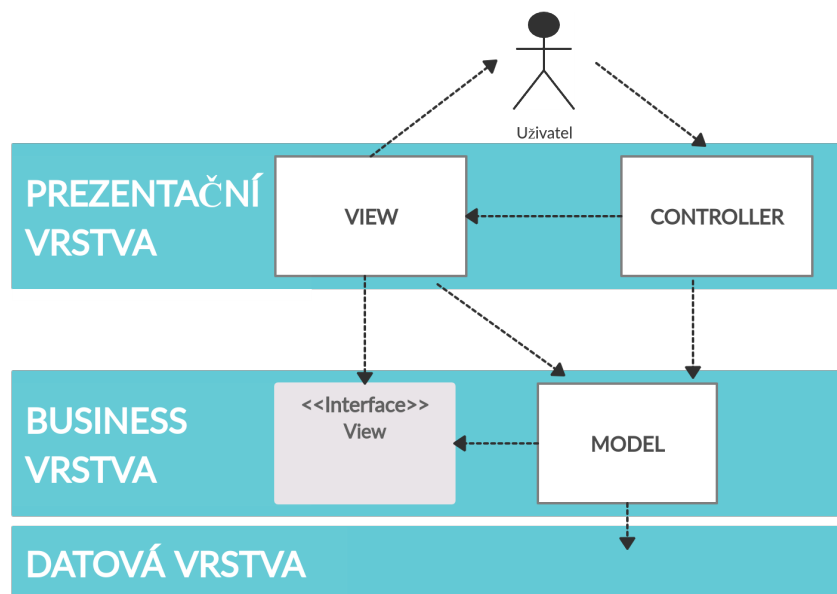 Uživatel
PREZENTAČNÍ
VRSTVA
VIEW
CONTROLLER
BUSINESS
VRSTVA
<<Interface>>
View
MODEL
DATOVÁ VRSTVA